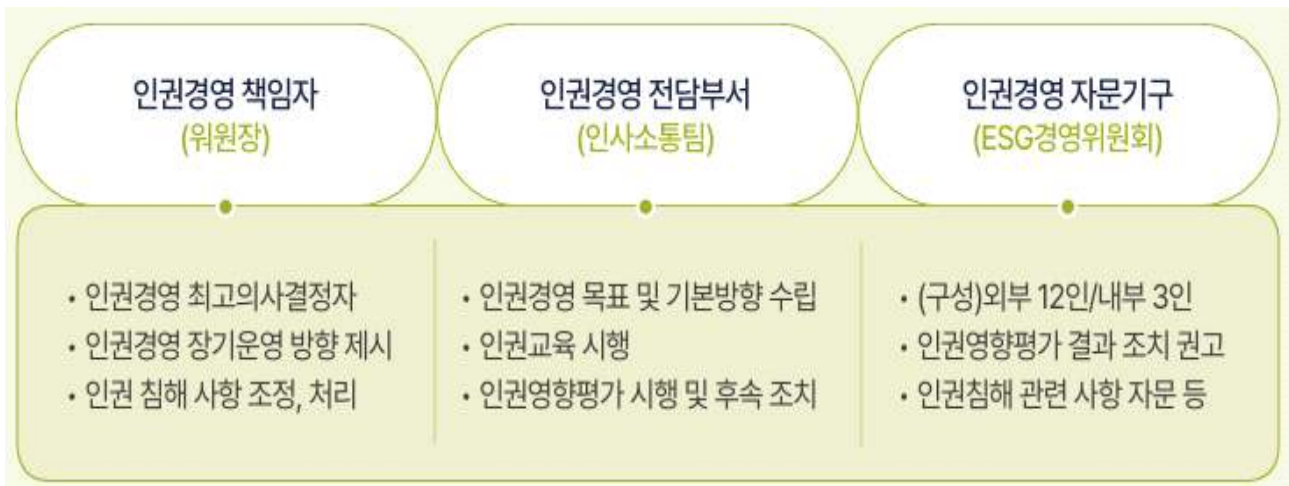 인권경영 책임자
(워원장)
인권경영 전담부서
(인사소통팀)
인권경영 자문기구
(ESG경영위원회)
· 인권경영 최고의사결정자
· 인권경영 장기운영 방향 제시
· 인권 침해 사항 조정, 처리
· 인권경영 목표 및 기본방향 수립
· 인권교육 시행
· 인권영향평가 시행 및 후속 조치
· (구성)외부 12인/내부 3인
· 인권영향평가 결과 조치 권고
· 인권침해 관련 사항 자문 등